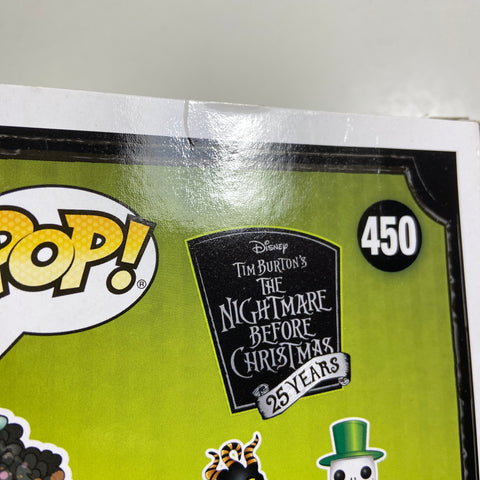 POP!
®
450
Disney
TIM BURTON'S
THE
NIGHTMARE
BEFORE
CHRISTMAS
25 YEARS